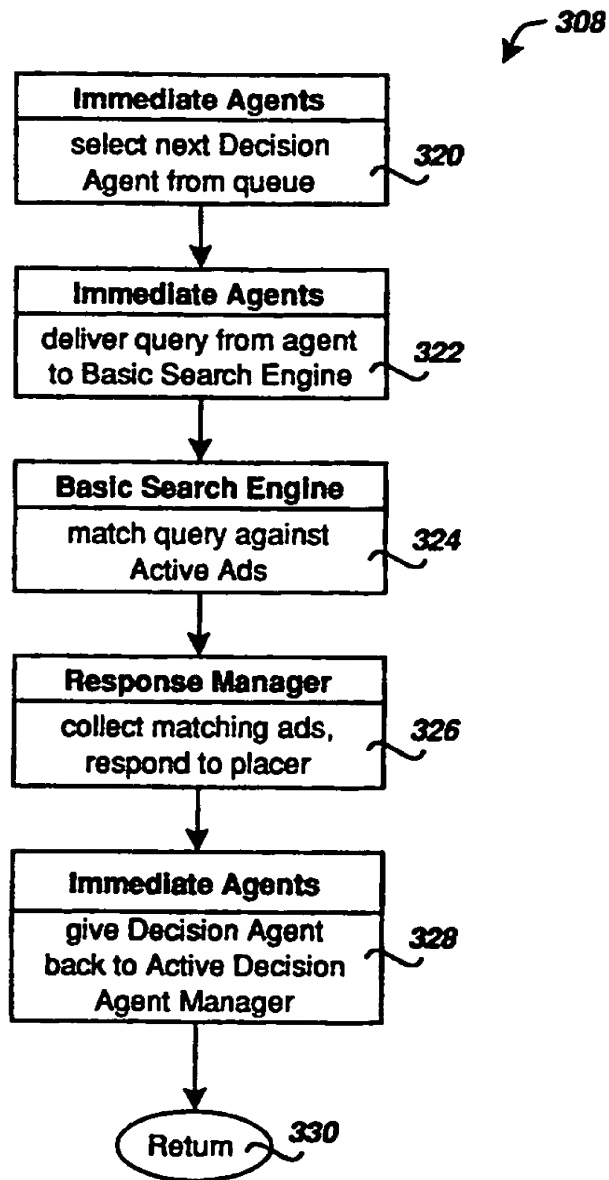 308
Immediate Agents
select next Decision
Agent from queue
320
Immediate Agents
deliver query from agent
to Basic Search Engine
322
Basic Search Engine
match query against
Active Ads
324
Response Manager
collect matching ads,
respond to placer
326
Immediate Agents
give Decision Agent
back to Active Decision
Agent Manager
328
Return
330